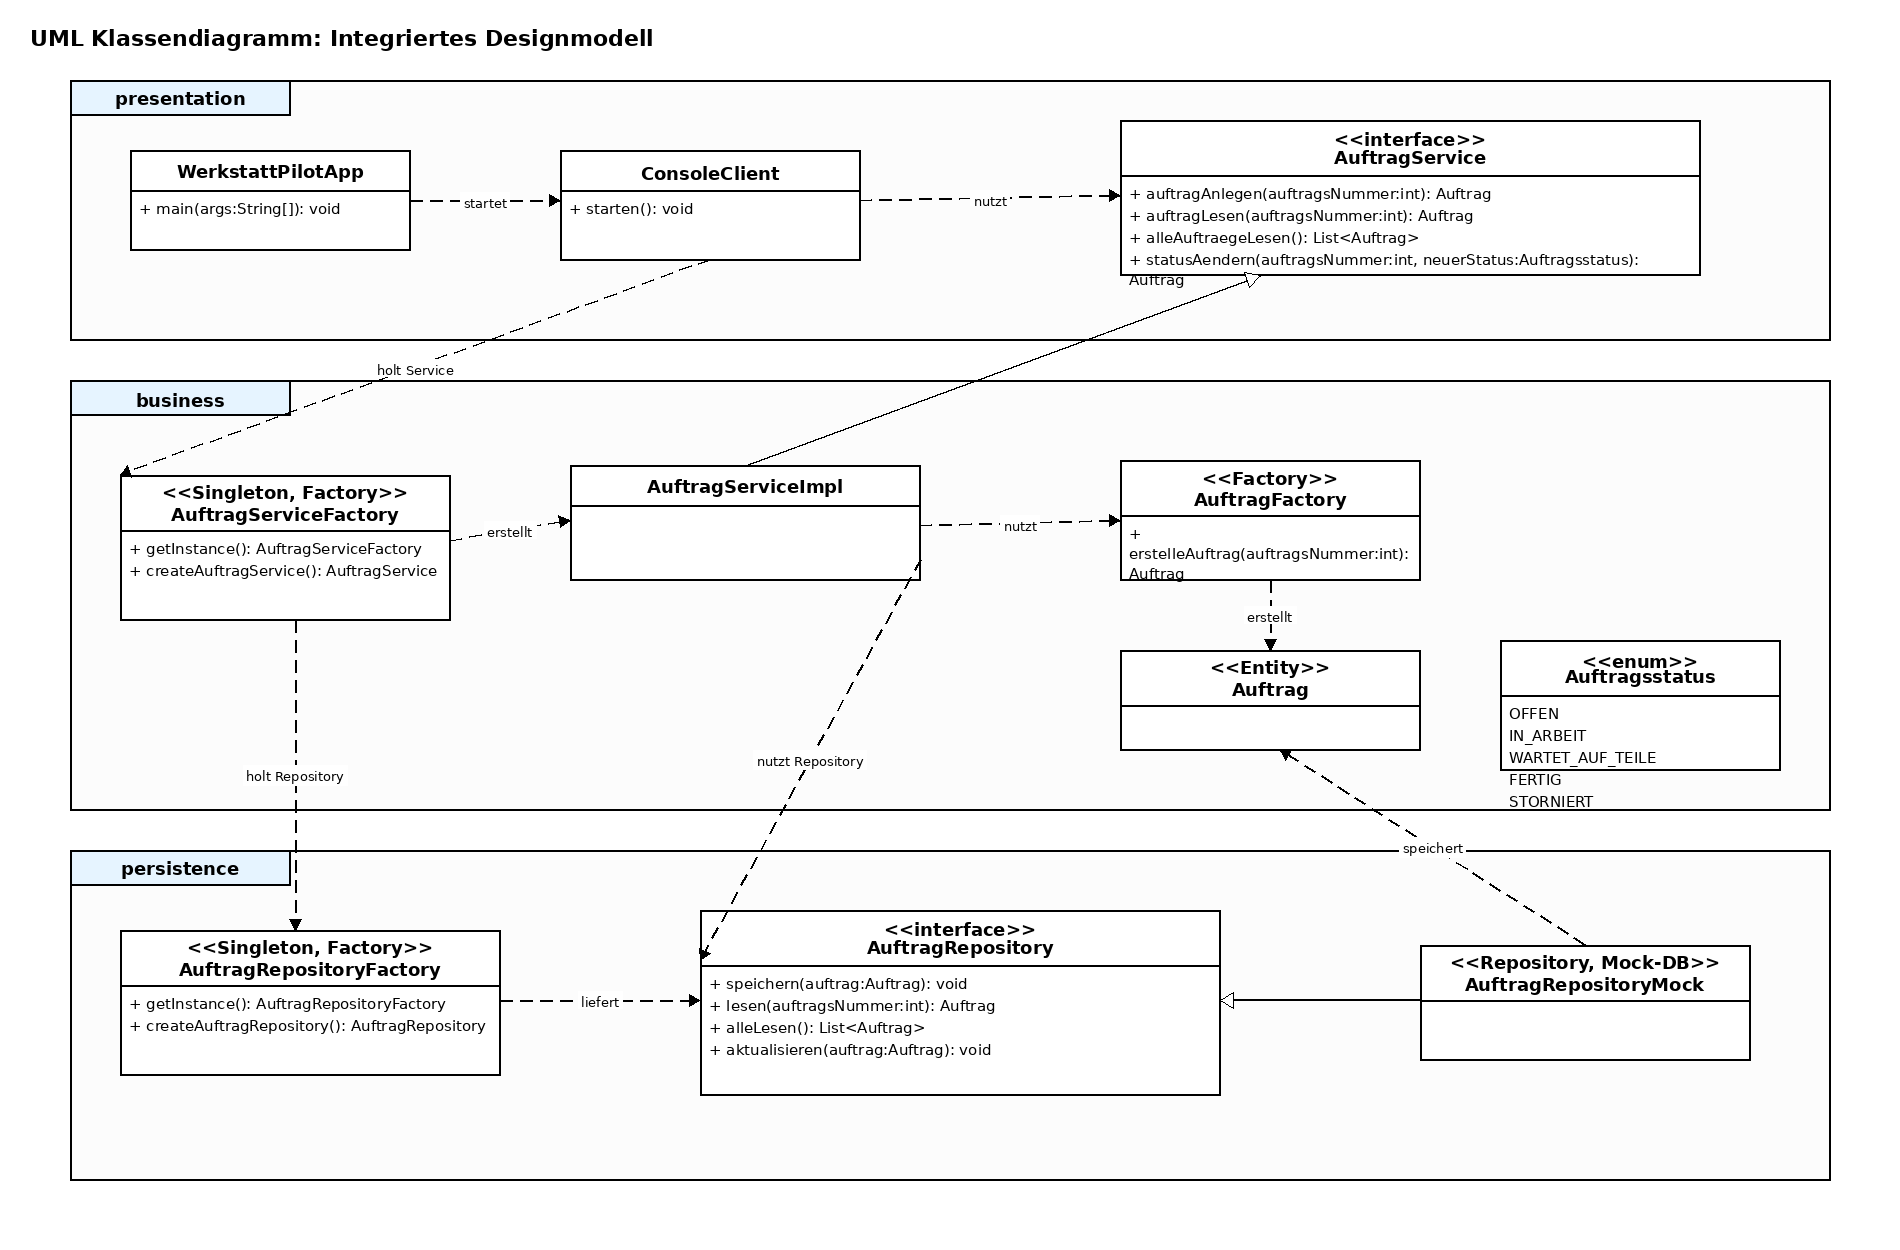 UML Klassendiagramm: Integriertes Designmodell
presentation
WerkstattPilotApp
+ main(args:String[]): void
startet
ConsoleClient
+ starten(): void
nutzt
<<interface>>
AuftragService
+ auftragAnlegen(auftragsNummer:int): Auftrag
+ auftragLesen(auftragsNummer:int): Auftrag
+ alleAuftraegeLesen(): List<Auftrag>
+ statusAendern(auftragsNummer:int, neuerStatus:Auftragsstatus):
Auftrag
holt Service
business
<<Singleton, Factory>>
AuftragServiceFactory
+ getInstance(): AuftragServiceFactory
+ createAuftragService(): AuftragService
erstellt
AuftragServiceImpl
nutzt
<<Factory>>
AuftragFactory
+
erstelleAuftrag(auftragsNummer:int):
Auftrag
erstellt
<<Entity>>
Auftrag
<<enum>>
Auftragsstatus
OFFEN
IN_ARBEIT
WARTET_AUF_TEILE
FERTIG
STORNIERT
holt Repository
nutzt Repository
speichert
persistence
<<Singleton, Factory>>
AuftragRepositoryFactory
+ getInstance(): AuftragRepositoryFactory
+ createAuftragRepository(): AuftragRepository
liefert
<<interface>>
AuftragRepository
+ speichern(auftrag:Auftrag): void
+ lesen(auftragsNummer:int): Auftrag
+ alleLesen(): List<Auftrag>
+ aktualisieren(auftrag:Auftrag): void
<<Repository, Mock-DB>>
AuftragRepositoryMock